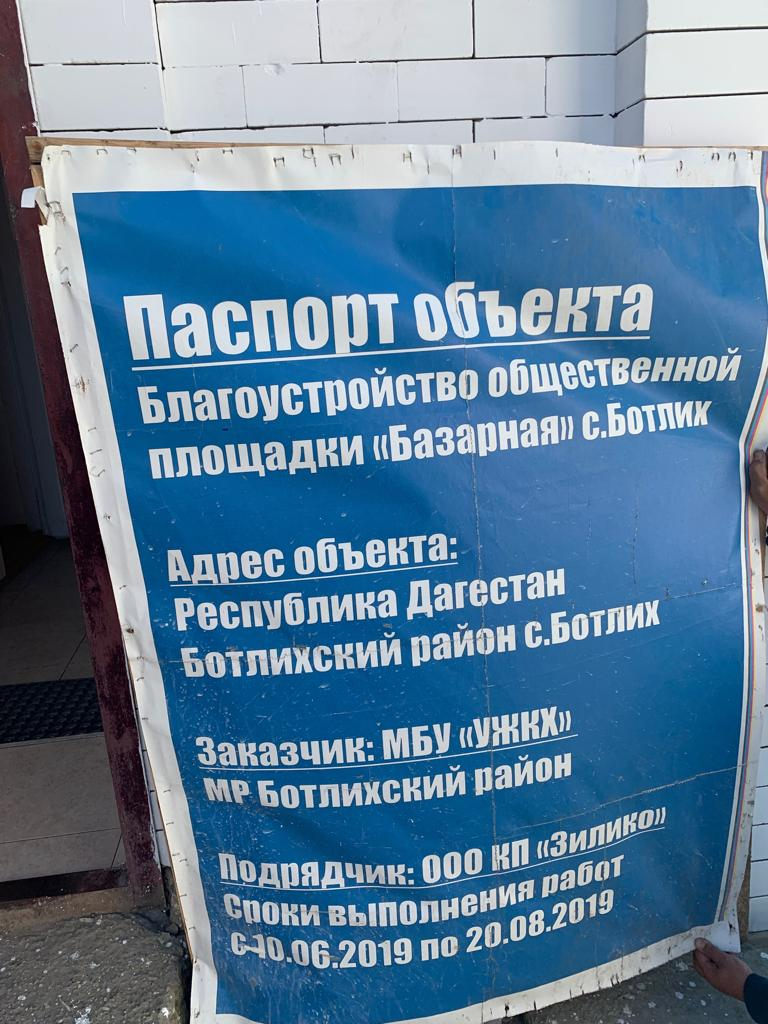 Паспорт объекта
Благоустройство общественной
площадки «Базарная» с.Ботлих
Адрес объекта:
Республика Дагестан
Ботлихский район с.Ботлих
Заказчик: МБУ «УЖКХ»
МР Ботлихский район
Подрядчик: ООО КП «Зилико»
сроки выполнения работ
с 10.06.2019 по 20.08.2019